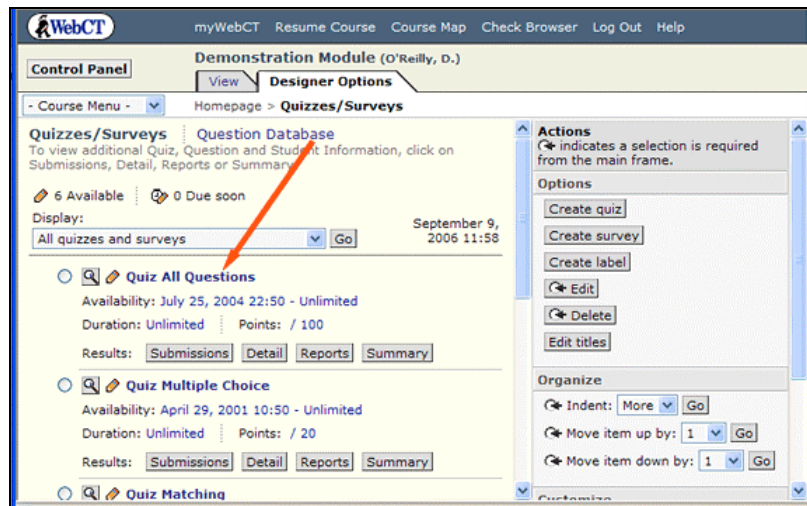 WebCT myWebCT Resume Course Course Map Check Browser Log Out Help
Control Panel
Demonstration Module (O'Reilly, D.)
View Designer Options
- Course Menu - Homepage > Quizzes/Surveys
Quizzes/Surveys Question Database
To view additional Quiz, Question and Student Information, click on
Submissions, Detail, Reports or Summary
6 Available 0 Due soon
Display:
All quizzes and surveys Go
September 9,
2006 11:58
Quiz All Questions
Availability: July 25, 2004 22:50 - Unlimited
Duration: Unlimited Points: / 100
Results: Submissions Detail Reports Summary
Quiz Multiple Choice
Availability: April 29, 2001 10:50 - Unlimited
Duration: Unlimited Points: / 20
Results: Submissions Detail Reports Summary
Quiz Matching
Actions
indicates a selection is required
from the main frame.
Options
Create quiz
Create survey
Create label
Edit
Delete
Edit titles
Organize
Indent: More Go
Move item up by: 1 Go
Move item down by: 1 Go
Customize